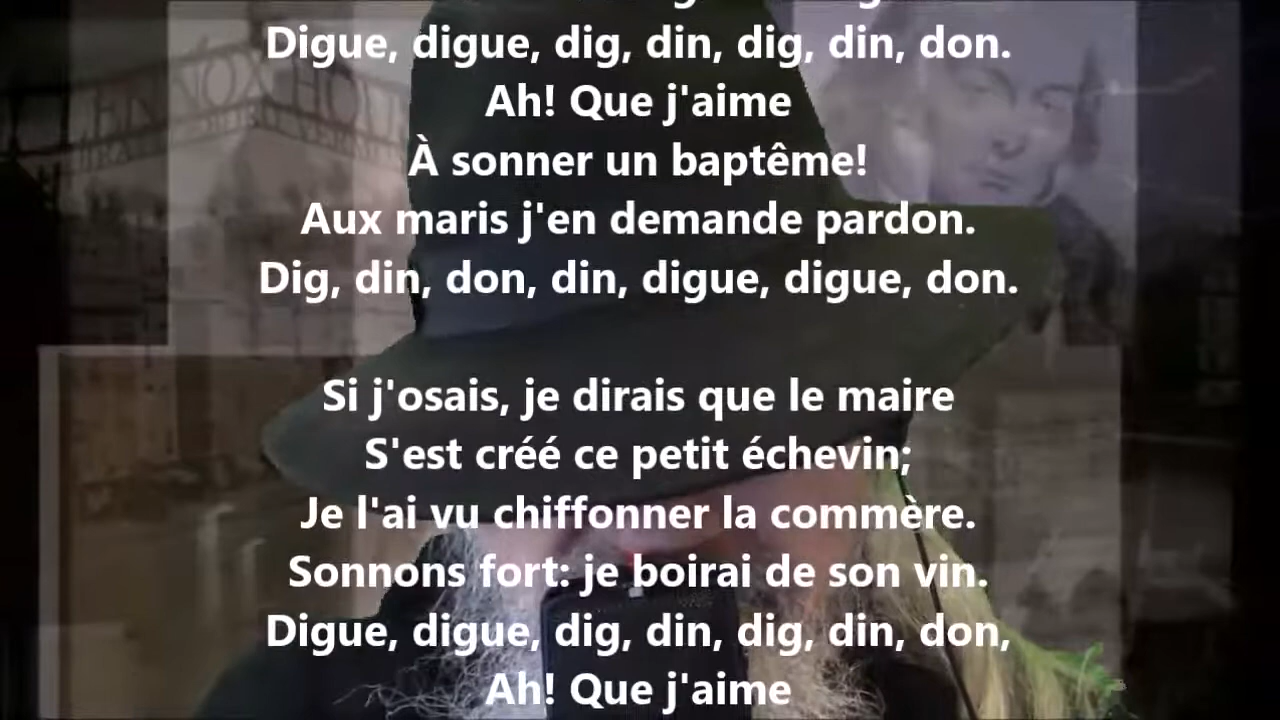 Digue, digue, dig, din, dig, din, don.
Ah! Que j'aime
À sonner un baptême!
Aux maris j'en demande pardon.
Dig, din, don, din, digue, digue, don.
Si j'osais, je dirais que le maire
S'est créé ce petit échevin;
Je l'ai vu chiffonner la commère.
Sonnons fort: je boirai de son vin.
Digue, digue, dig, din, dig, din, don,
Ah! Que j'aime